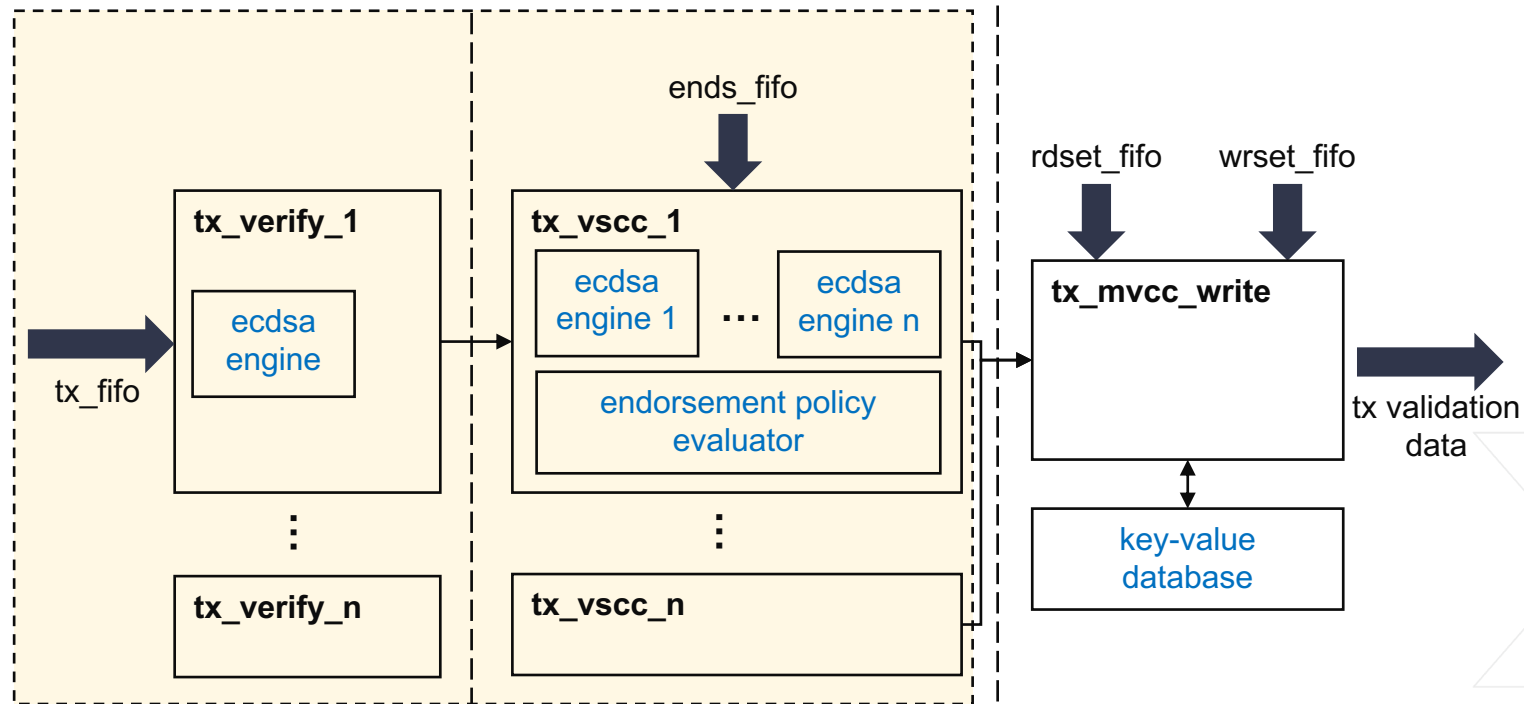 ends_fifo
rdset_fifo
wrset_fifo
tx_verify_1
tx_vscc_1
ecdsa
engine
ecdsa
engine 1
...
ecdsa
engine n
endorsement policy
evaluator
tx_fifo
tx_mvcc_write
tx validation
data
key-value
database
tx_verify_n
tx_vscc_n